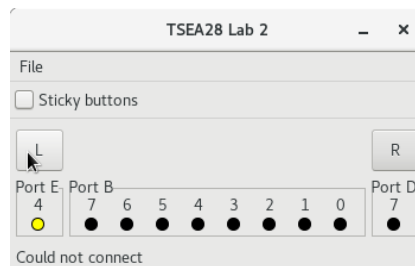 TSEA28 Lab 2
File
Sticky buttons
L R
Port E Port B Port D
4 7 6 5 4 3 2 1 0 7
Could not connect